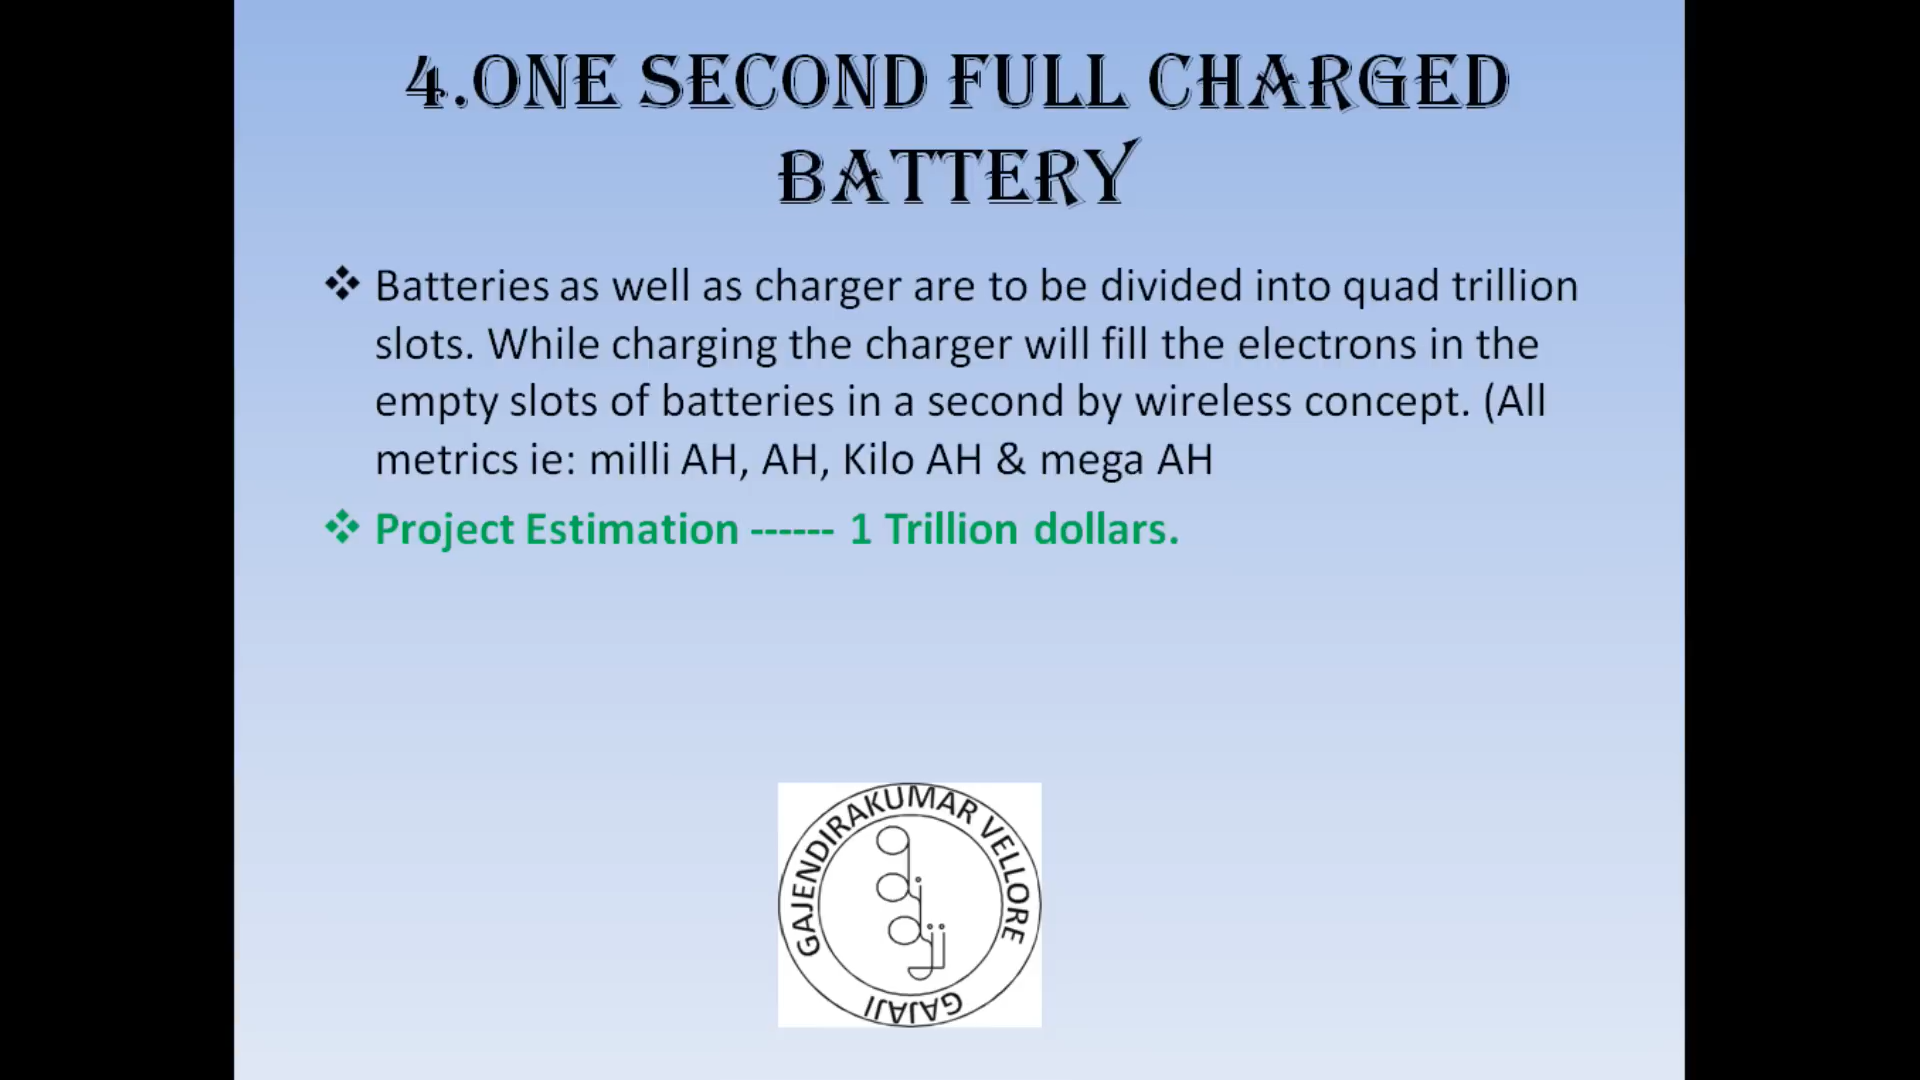 4.ONE SECOND FULL CHARGED
BATTERY
❖ Batteries as well as charger are to be divided into quad trillion
slots. While charging the charger will fill the electrons in the
empty slots of batteries in a second by wireless concept. (All
metrics ie: milli AH, AH, Kilo AH & mega AH
❖ Project Estimation ------ 1 Trillion dollars.
GAJENDIRAKUMAR VELLORE
GAJAJI